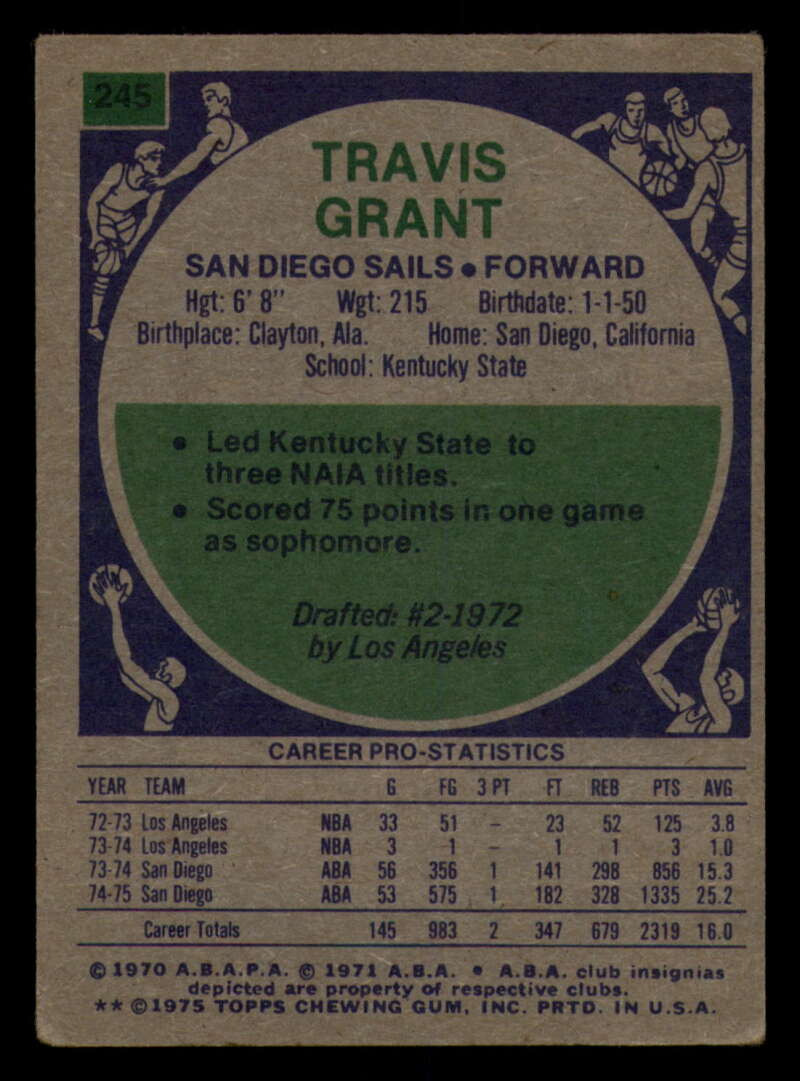 245
TRAVIS
GRANT
SAN DIEGO SAILS • FORWARD
Hgt: 6' 8" Wgt: 215 Birthdate: 1-1-50
Birthplace: Clayton, Ala. Home: San Diego, California
School: Kentucky State
• Led Kentucky State to
three NAIA titles.
• Scored 75 points in one game
as sophomore.
Drafted: #2-1972
by Los Angeles
CAREER PRO-STATISTICS
YEAR TEAM G FG 3 PT FT REB PTS AVG
72-73 Los Angeles NBA 33 51 - 23 52 125 3.8
73-74 Los Angeles NBA 3 1 - 1 1 3 1.0
73-74 San Diego ABA 56 356 1 141 298 856 15.3
74-75 San Diego ABA 53 575 1 182 328 1335 25.2
Career Totals 145 983 2 347 679 2319 16.0
© 1970 A.B.A.P.A. © 1971 A.B.A. • A.B.A. club insignias
depicted are property of respective clubs.
** © 1975 TOPPS CHEWING GUM, INC. PRTD. IN U.S.A.